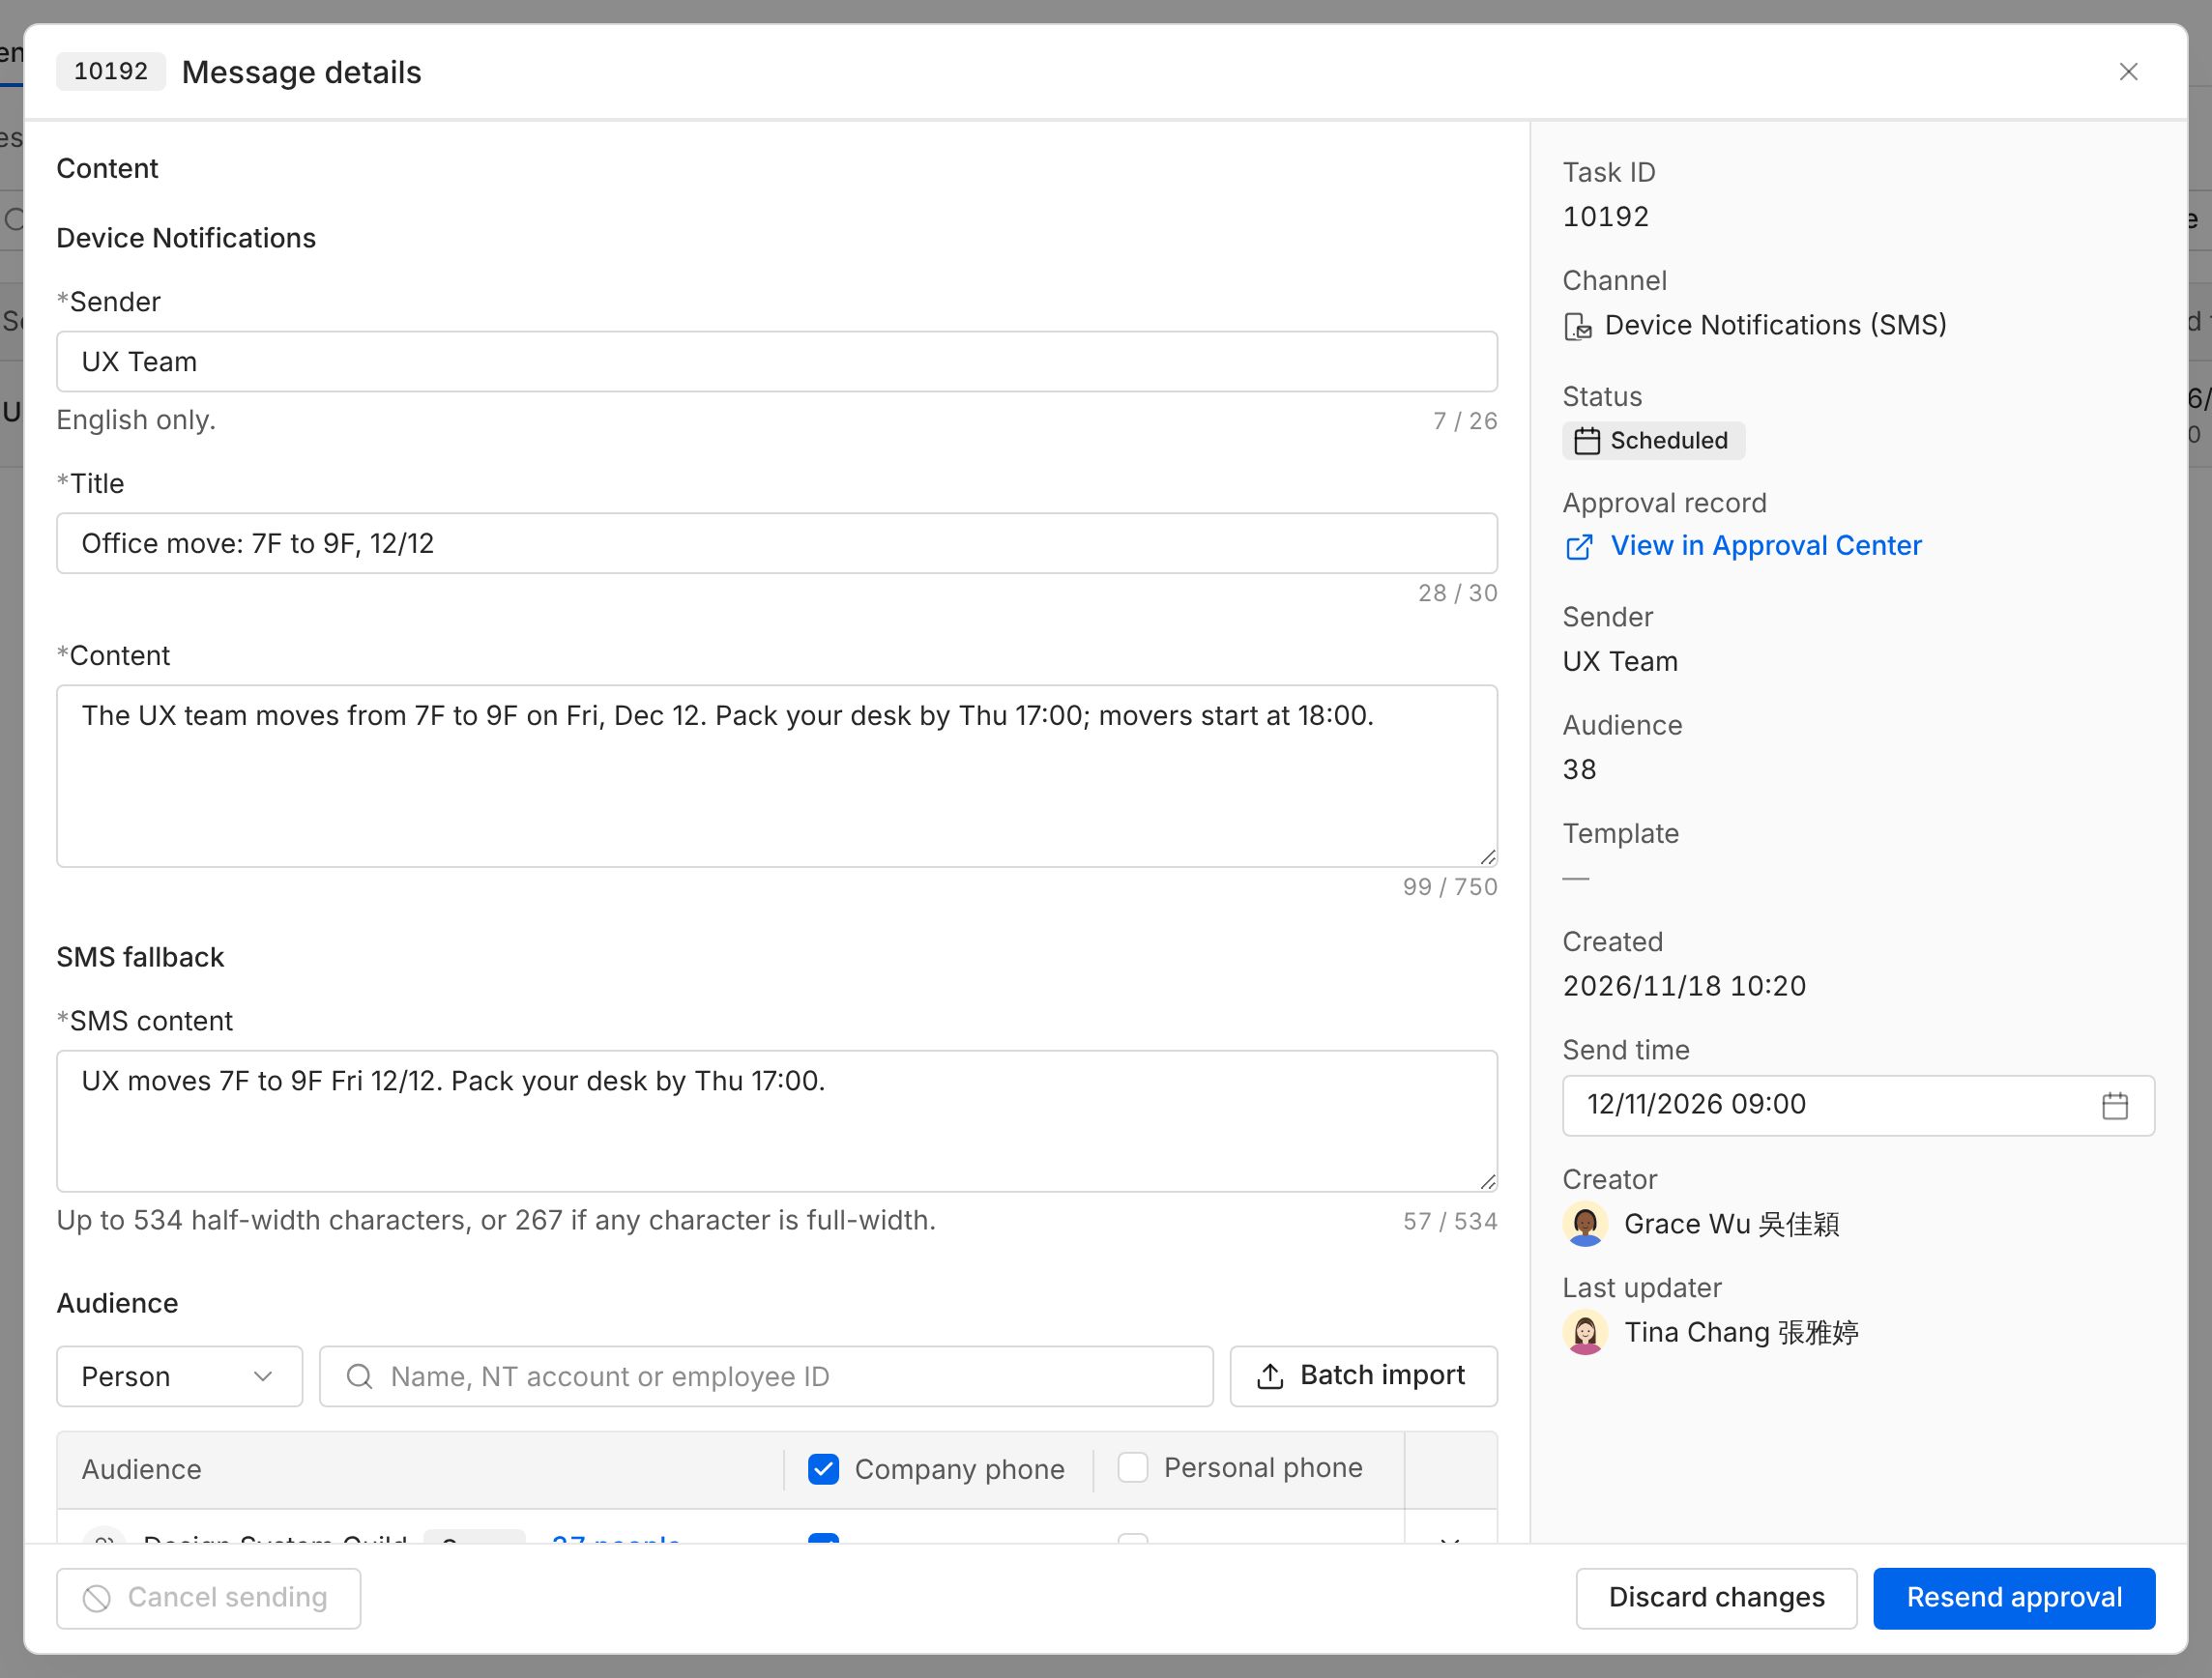 10192 Message details
Content
Device Notifications
*Sender
UX Team
English only.
7 / 26
*Title
Office move: 7F to 9F, 12/12
28 / 30
*Content
The UX team moves from 7F to 9F on Fri, Dec 12. Pack your desk by Thu 17:00; movers start at 18:00.
99 / 750
SMS fallback
*SMS content
UX moves 7F to 9F Fri 12/12. Pack your desk by Thu 17:00.
Up to 534 half-width characters, or 267 if any character is full-width.
57 / 534
Audience
Person
Name, NT account or employee ID
Batch import
Audience
Company phone
Personal phone
Design System Guild
37 people
Task ID
10192
Channel
Device Notifications (SMS)
Status
Scheduled
Approval record
View in Approval Center
Sender
UX Team
Audience
38
Template
—
Created
2026/11/18 10:20
Send time
12/11/2026 09:00
Creator
Grace Wu 吳佳穎
Last updater
Tina Chang 張雅婷
Cancel sending
Discard changes
Resend approval